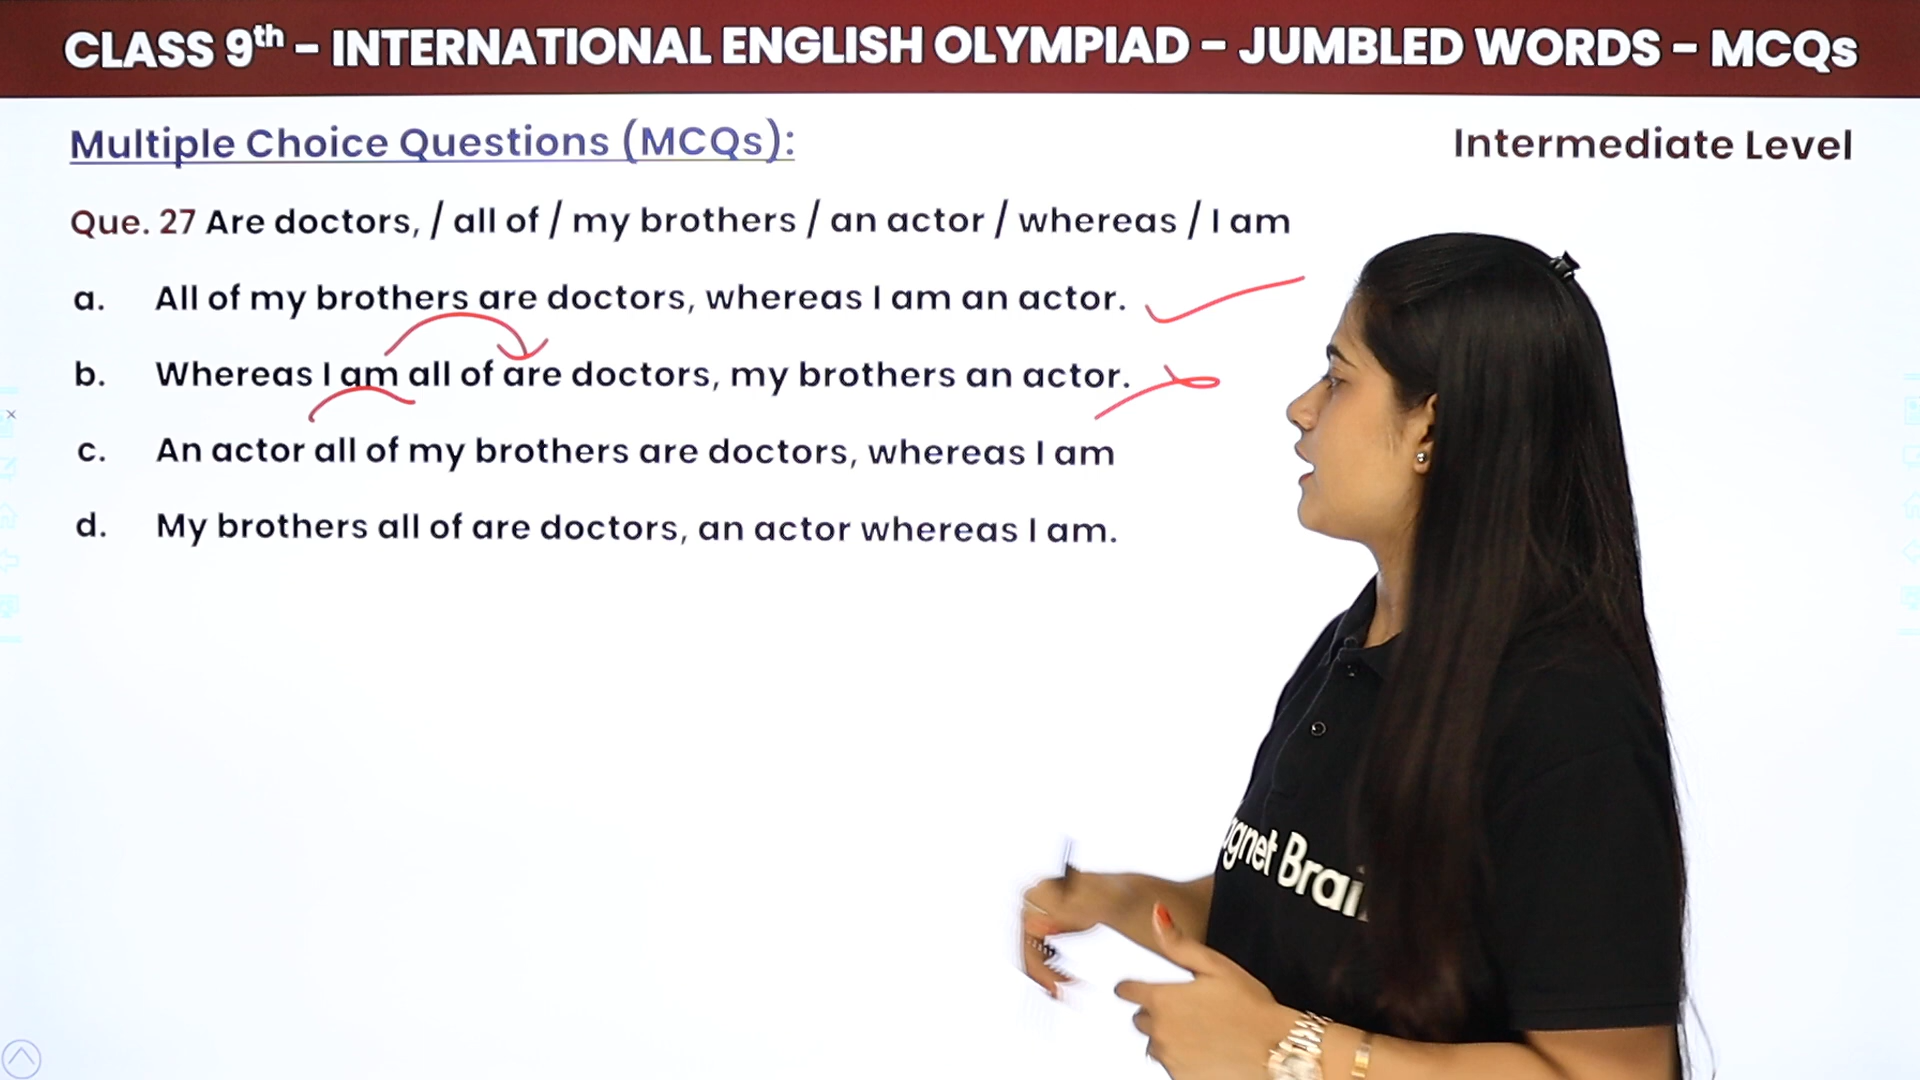 CLASS 9th – INTERNATIONAL ENGLISH OLYMPIAD – JUMBLED WORDS – MCQs
Multiple Choice Questions (MCQs):
Intermediate Level
Que. 27 Are doctors, / all of / my brothers / an actor / whereas / I am
a. All of my brothers are doctors, whereas I am an actor.
b. Whereas I am all of are doctors, my brothers an actor.
c. An actor all of my brothers are doctors, whereas I am
d. My brothers all of are doctors, an actor whereas I am.
gnet Brai